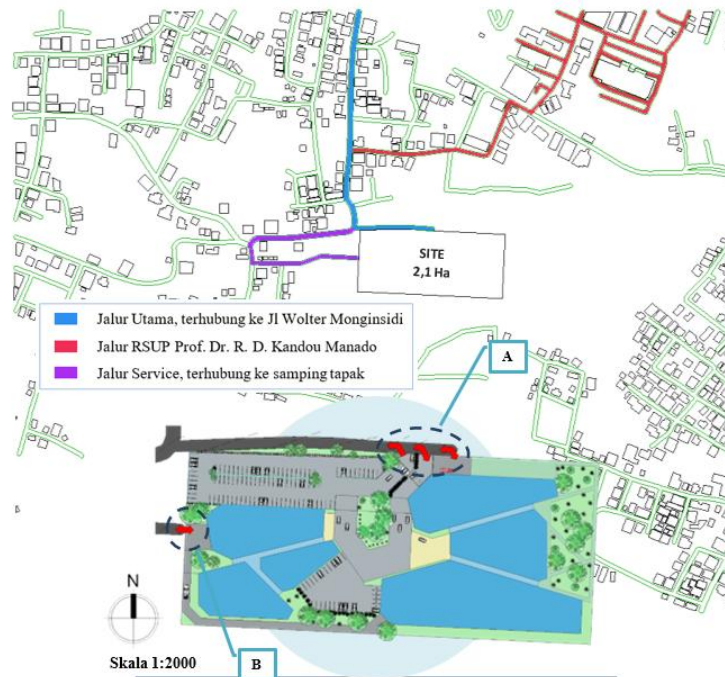 SITE
2,1 Ha
Jalur Utama, terhubung ke Jl Wolter Monginsidi
Jalur RSUP Prof. Dr. R. D. Kandou Manado
Jalur Service, terhubung ke samping tapak
A
N
Skala 1:2000
B